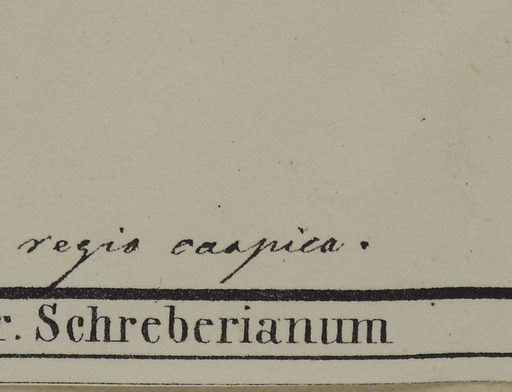 regio caspica.
r. Schreberianum